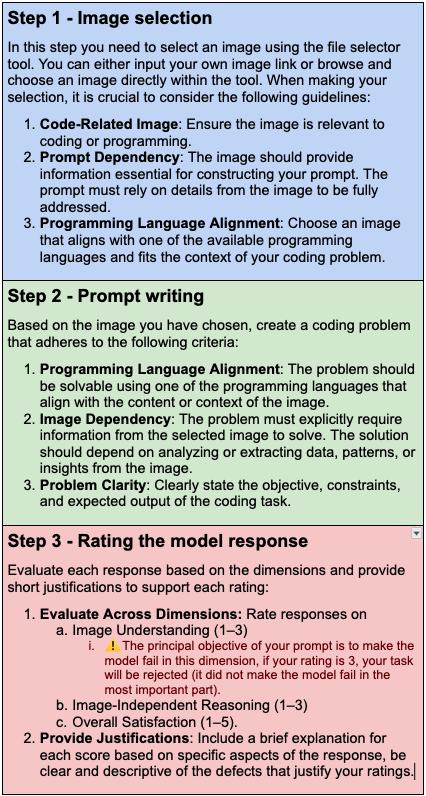 Step 1 - Image selection
In this step you need to select an image using the file selector
tool. You can either input your own image link or browse and
choose an image directly within the tool. When making your
selection, it is crucial to consider the following guidelines:
1. Code-Related Image: Ensure the image is relevant to
coding or programming.
2. Prompt Dependency: The image should provide
information essential for constructing your prompt. The
prompt must rely on details from the image to be fully
addressed.
3. Programming Language Alignment: Choose an image
that aligns with one of the available programming
languages and fits the context of your coding problem.
Step 2 - Prompt writing
Based on the image you have chosen, create a coding problem
that adheres to the following criteria:
1. Programming Language Alignment: The problem should
be solvable using one of the programming languages that
align with the content or context of the image.
2. Image Dependency: The problem must explicitly require
information from the selected image to solve. The solution
should depend on analyzing or extracting data, patterns, or
insights from the image.
3. Problem Clarity: Clearly state the objective, constraints,
and expected output of the coding task.
Step 3 - Rating the model response
Evaluate each response based on the dimensions and provide
short justifications to support each rating:
1. Evaluate Across Dimensions: Rate responses on
a. Image Understanding (1–3)
i. ⚠️ The principal objective of your prompt is to make the
model fail in this dimension, if your rating is 3, your task
will be rejected (it did not make the model fail in the
most important part).
b. Image-Independent Reasoning (1–3)
c. Overall Satisfaction (1–5).
2. Provide Justifications: Include a brief explanation for
each score based on specific aspects of the response, be
clear and descriptive of the defects that justify your ratings.